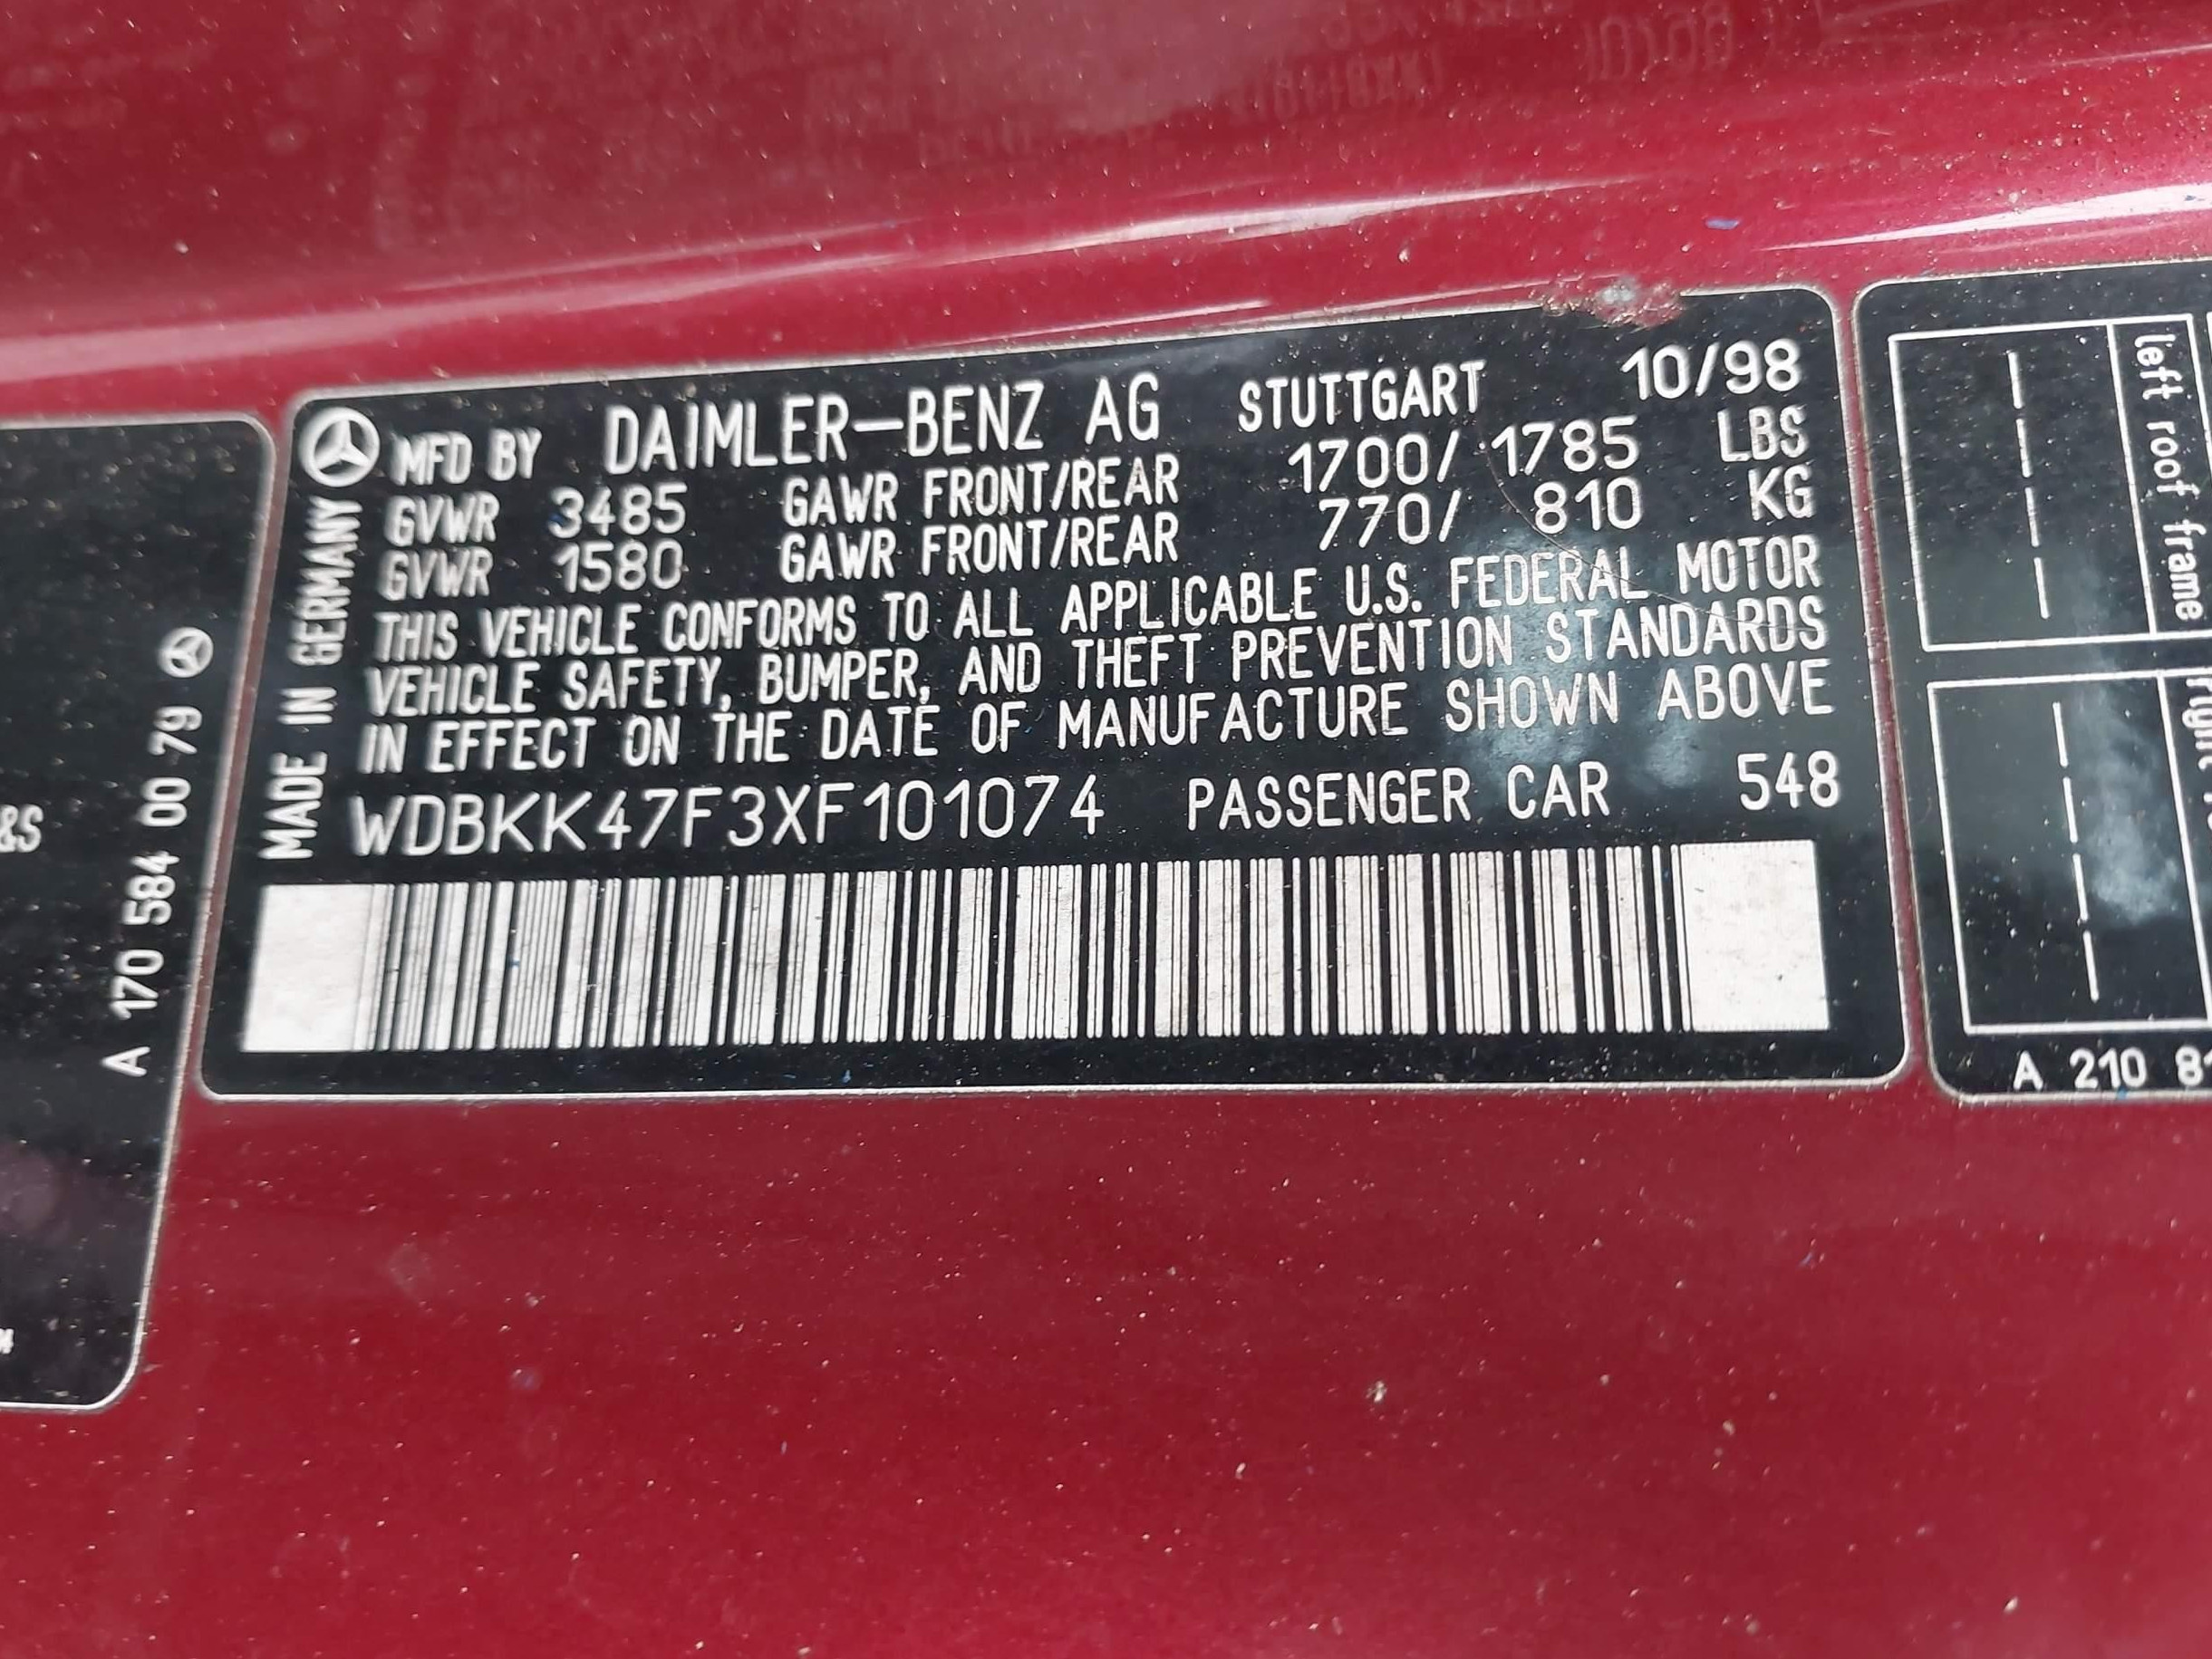 MFD BY DAIMLER-BENZ AG STUTTGART 10/98
GVWR 3485 GAWR FRONT/REAR 1700/ 1785 LBS
GVWR 1580 GAWR FRONT/REAR 770/ 810 KG
THIS VEHICLE CONFORMS TO ALL APPLICABLE U.S. FEDERAL MOTOR
VEHICLE SAFETY, BUMPER, AND THEFT PREVENTION STANDARDS
IN EFFECT ON THE DATE OF MANUFACTURE SHOWN ABOVE
WDBKK47F3XF101074 PASSENGER CAR 548
MADE IN GERMANY
A 170 584 00 79
&S
left roof frame
right
A 210 81